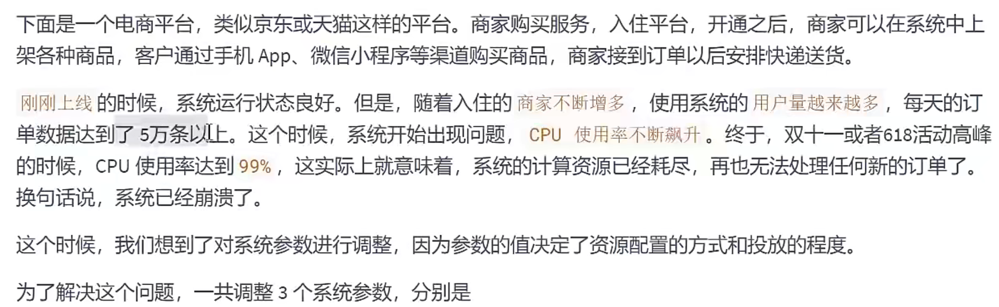 下面是一个电商平台，类似京东或天猫这样的平台。商家购买服务，入住平台，开通之后，商家可以在系统中上
架各种商品，客户通过手机 App、微信小程序等渠道购买商品，商家接到订单以后安排快递送货。
刚刚上线 的时候，系统运行状态良好。但是，随着入住的 商家不断增多 ，使用系统的 用户量越来越多 ，每天的订
单数据达到了 5万条以上。这个时候，系统开始出现问题， CPU 使用率不断飙升 。终于，双十一或者618活动高峰
的时候，CPU 使用率达到 99% ，这实际上就意味着，系统的计算资源已经耗尽，再也无法处理任何新的订单了。
换句话说，系统已经崩溃了。
这个时候，我们想到了对系统参数进行调整，因为参数的值决定了资源配置的方式和投放的程度。
为了解决这个问题，一共调整 3 个系统参数，分别是